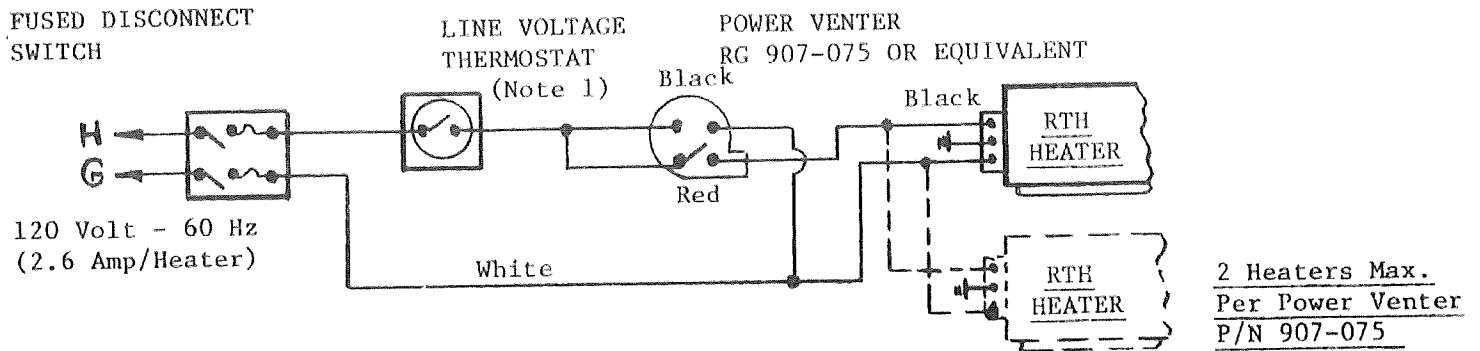 FUSED DISCONNECT
SWITCH
LINE VOLTAGE
THERMOSTAT
(Note 1)
POWER VENTER
RG 907-075 OR EQUIVALENT
Black
Black
H
G
RTH
HEATER
Red
120 Volt - 60 Hz
(2.6 Amp/Heater)
White
RTH
HEATER
2 Heaters Max.
Per Power Venter
P/N 907-075